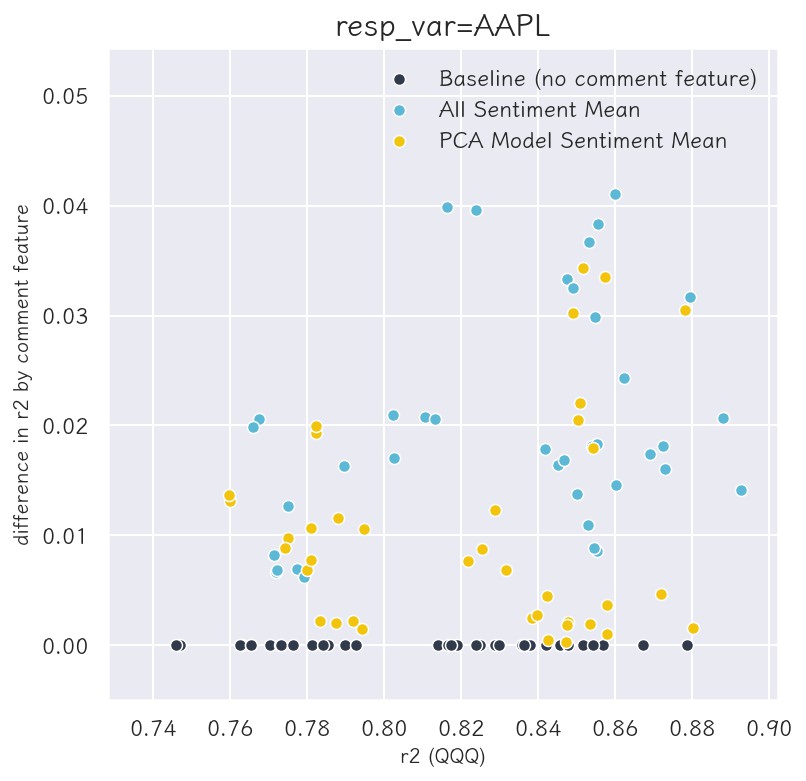 resp_var=AAPL
Baseline (no comment feature)
All Sentiment Mean
PCA Model Sentiment Mean
difference in r2 by comment feature
0.05
0.04
0.03
0.02
0.01
0.00
0.74 0.76 0.78 0.80 0.82 0.84 0.86 0.88 0.90
r2 (QQQ)